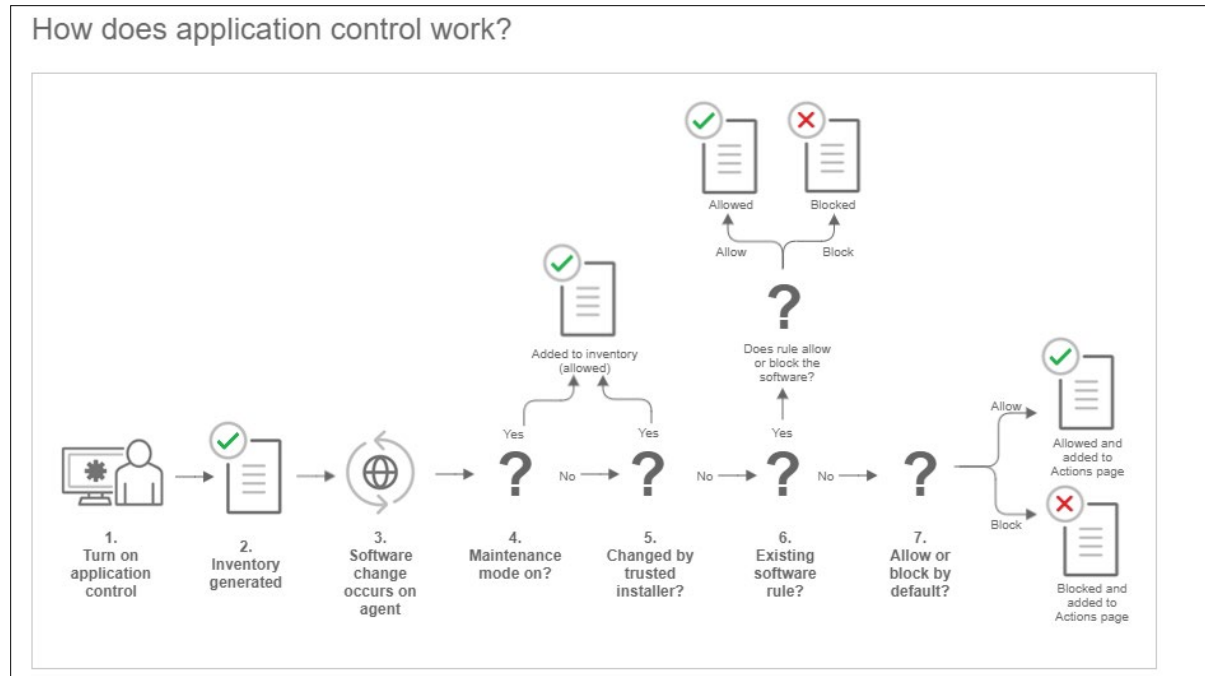 How does application control work?
Allowed
Blocked
Allow
Block
Does rule allow
or block the
software?
Added to inventory
(allowed)
Yes
Yes
Yes
No
No
No
Allow
Block
Allowed and
added to
Actions page
Blocked and
added to
Actions page
1.
Turn on
application
control
2.
Inventory
generated
3.
Software
change
occurs on
agent
4.
Maintenance
mode on?
5.
Changed by
trusted
installer?
6.
Existing
software
rule?
7.
Allow or
block by
default?